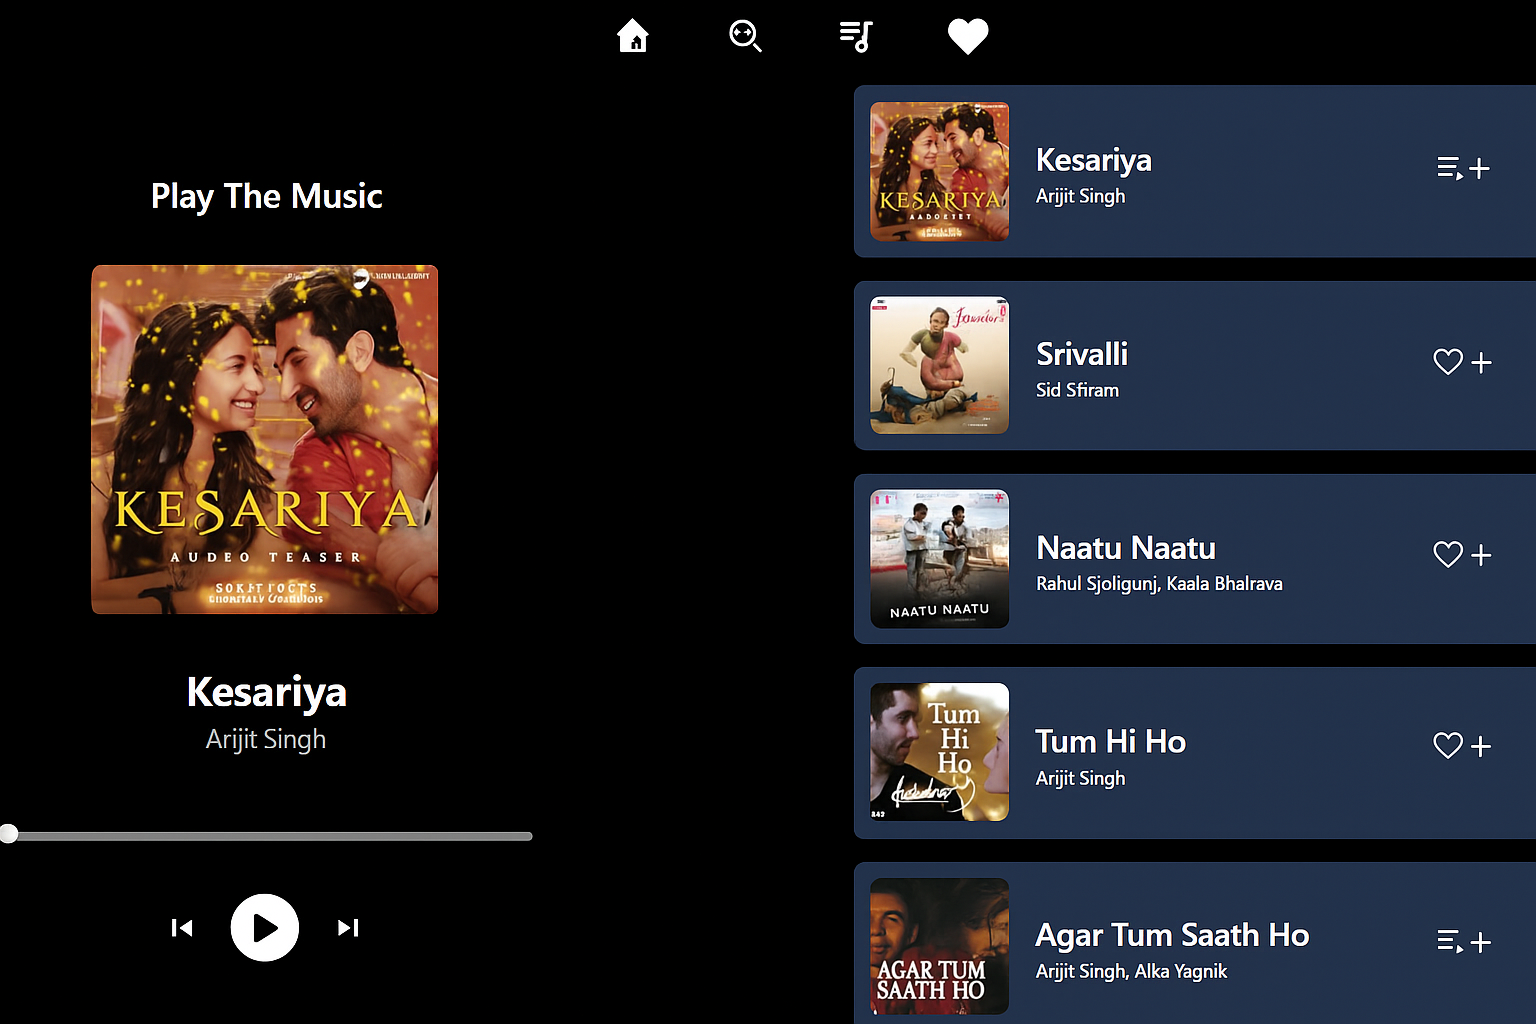 Play The Music
KESARIYA
AUDEO TEASER
Kesariya
Arijit Singh
KESARIYA
Kesariya
Arijit Singh
Srivalli
Sid Sfiram
NAATU NAATU
Naatu Naatu
Rahul Sjoligunj, Kaala Bhalrava
Tum
Hi
Ho
Tum Hi Ho
Arijit Singh
AGAR TUM
SAATH HO
Agar Tum Saath Ho
Arijit Singh, Alka Yagnik